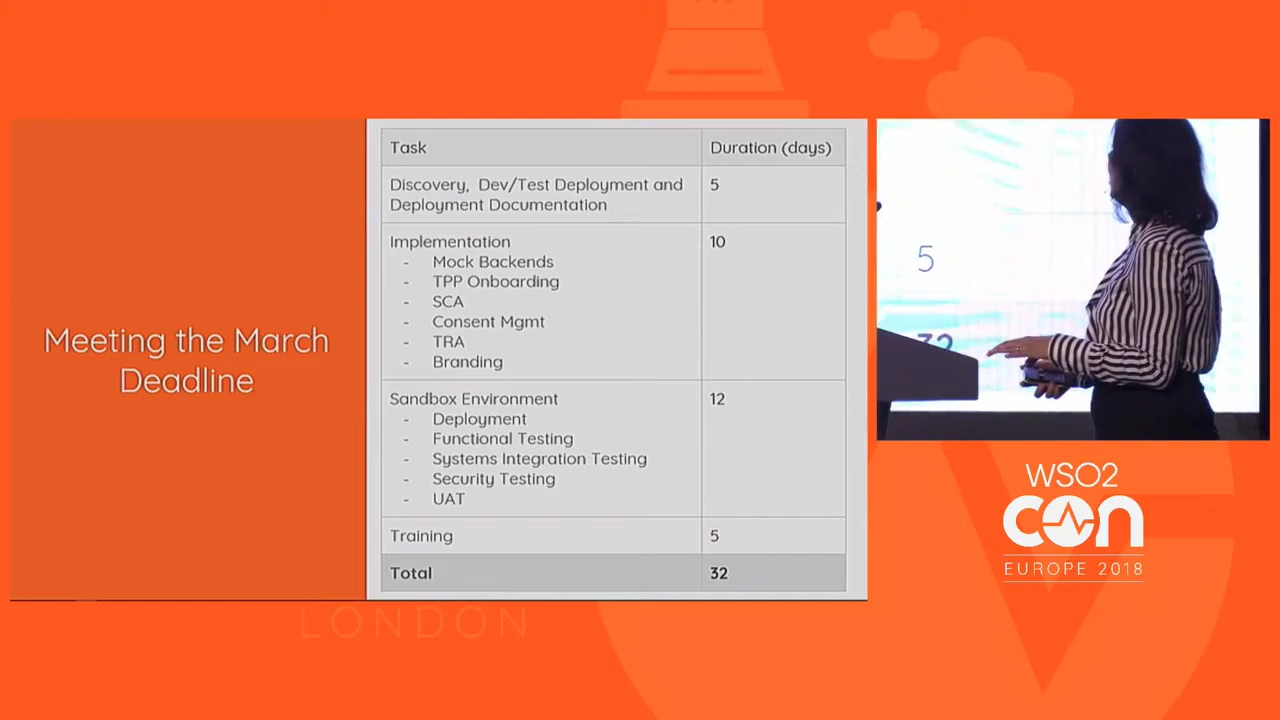 Meeting the March
Deadline
Task
Duration (days)
Discovery, Dev/Test Deployment and
Deployment Documentation
5
Implementation
10
- Mock Backends
- TPP Onboarding
- SCA
- Consent Mgmt
- TRA
- Branding
Sandbox Environment
12
- Deployment
- Functional Testing
- Systems Integration Testing
- Security Testing
- UAT
Training
5
Total
32
5
32
WSO2
CON
EUROPE 2018
LONDON